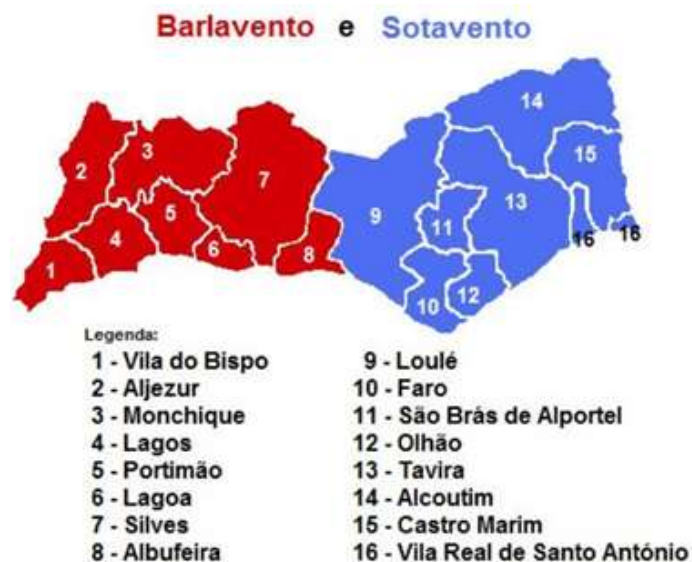 Barlavento e Sotavento
14
3
2
15
7
13
5
9
11
4
16
16
6
8
1
12
10
Legenda:
1 - Vila do Bispo
2 - Aljezur
3 - Monchique
4 - Lagos
5 - Portimão
6 - Lagoa
7 - Silves
8 - Albufeira
9 - Loulé
10 - Faro
11 - São Brás de Alportel
12 - Olhão
13 - Tavira
14 - Alcoutim
15 - Castro Marim
16 - Vila Real de Santo António